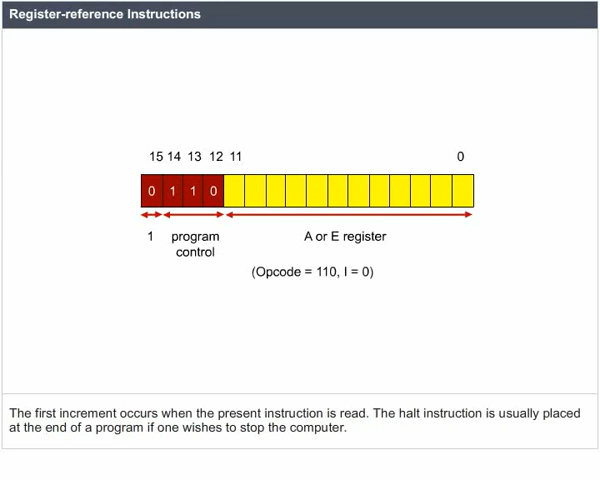 Register-reference Instructions
15 14 13 12 11 0
0 1 1 0
1 program A or E register
control
(Opcode = 110, I = 0)
The first increment occurs when the present instruction is read. The halt instruction is usually placed
at the end of a program if one wishes to stop the computer.